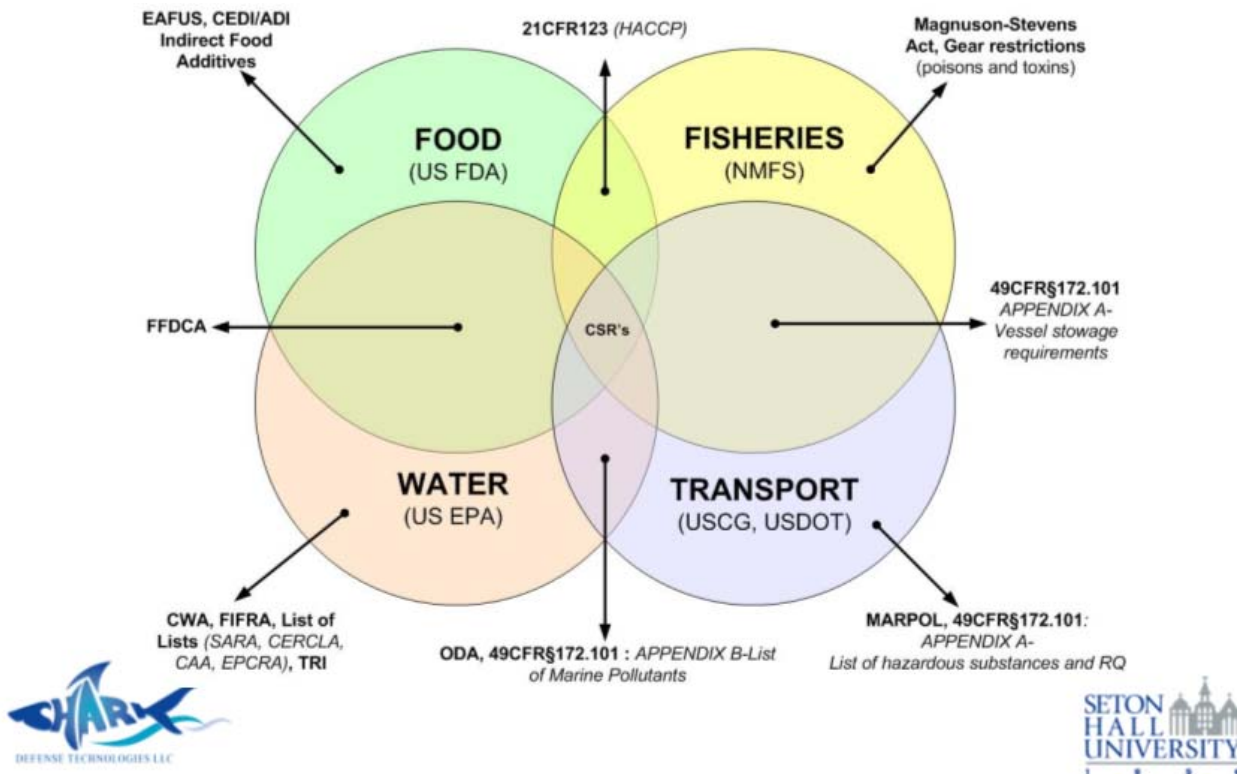 EAFUS, CEDI/ADI
Indirect Food
Additives
21CFR123 (HACCP)
Magnuson-Stevens
Act, Gear restrictions
(poisons and toxins)
FOOD
(US FDA)
FISHERIES
(NMFS)
FFDCA
CSR's
49CFR§172.101
APPENDIX A-
Vessel stowage
requirements
WATER
(US EPA)
TRANSPORT
(USCG, USDOT)
CWA, FIFRA, List of
Lists (SARA, CERCLA,
CAA, EPCRA), TRI
ODA, 49CFR§172.101 : APPENDIX B-List
of Marine Pollutants
MARPOL, 49CFR§172.101:
APPENDIX A-
List of hazardous substances and RQ
SHARK
DEFENSE TECHNOLOGIES LLC
SETON
HALL
UNIVERSITY